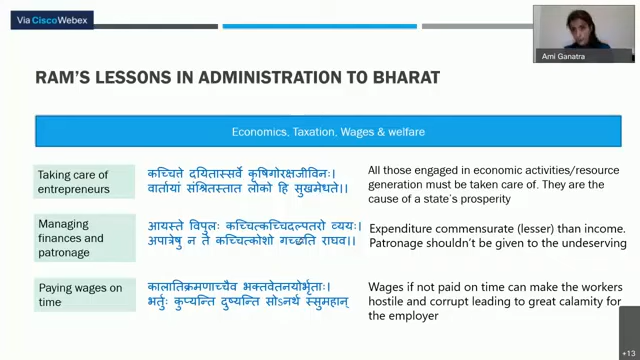 Via Cisco Webex
Ami Ganatra
RAM'S LESSONS IN ADMINISTRATION TO BHARAT
Economics, Taxation, Wages & welfare
Taking care of
entrepreneurs
कच्चित्ते दयितास्सर्वे कृषिगोरक्षजीविनः।
वार्तायां संश्रितस्तात लोको हि सुखमेधते।।
All those engaged in economic activities/resource
generation must be taken care of. They are the
cause of a state's prosperity
Managing
finances and
patronage
आयस्ते विपुलः कच्चित्कच्चिदल्पतरो व्ययः।
अपात्रेषु न ते कच्चित्कोशो गच्छति राघव।।
Expenditure commensurate (lesser) than income.
Patronage shouldn't be given to the undeserving
Paying wages on
time
कालातिक्रमणाच्चैव भक्तवेतनयोर्भृताः।
भर्तुः कुप्यन्ति दुष्यन्ति सोऽनर्थ स्सुमहान्
Wages if not paid on time can make the workers
hostile and corrupt leading to great calamity for
the employer
+13